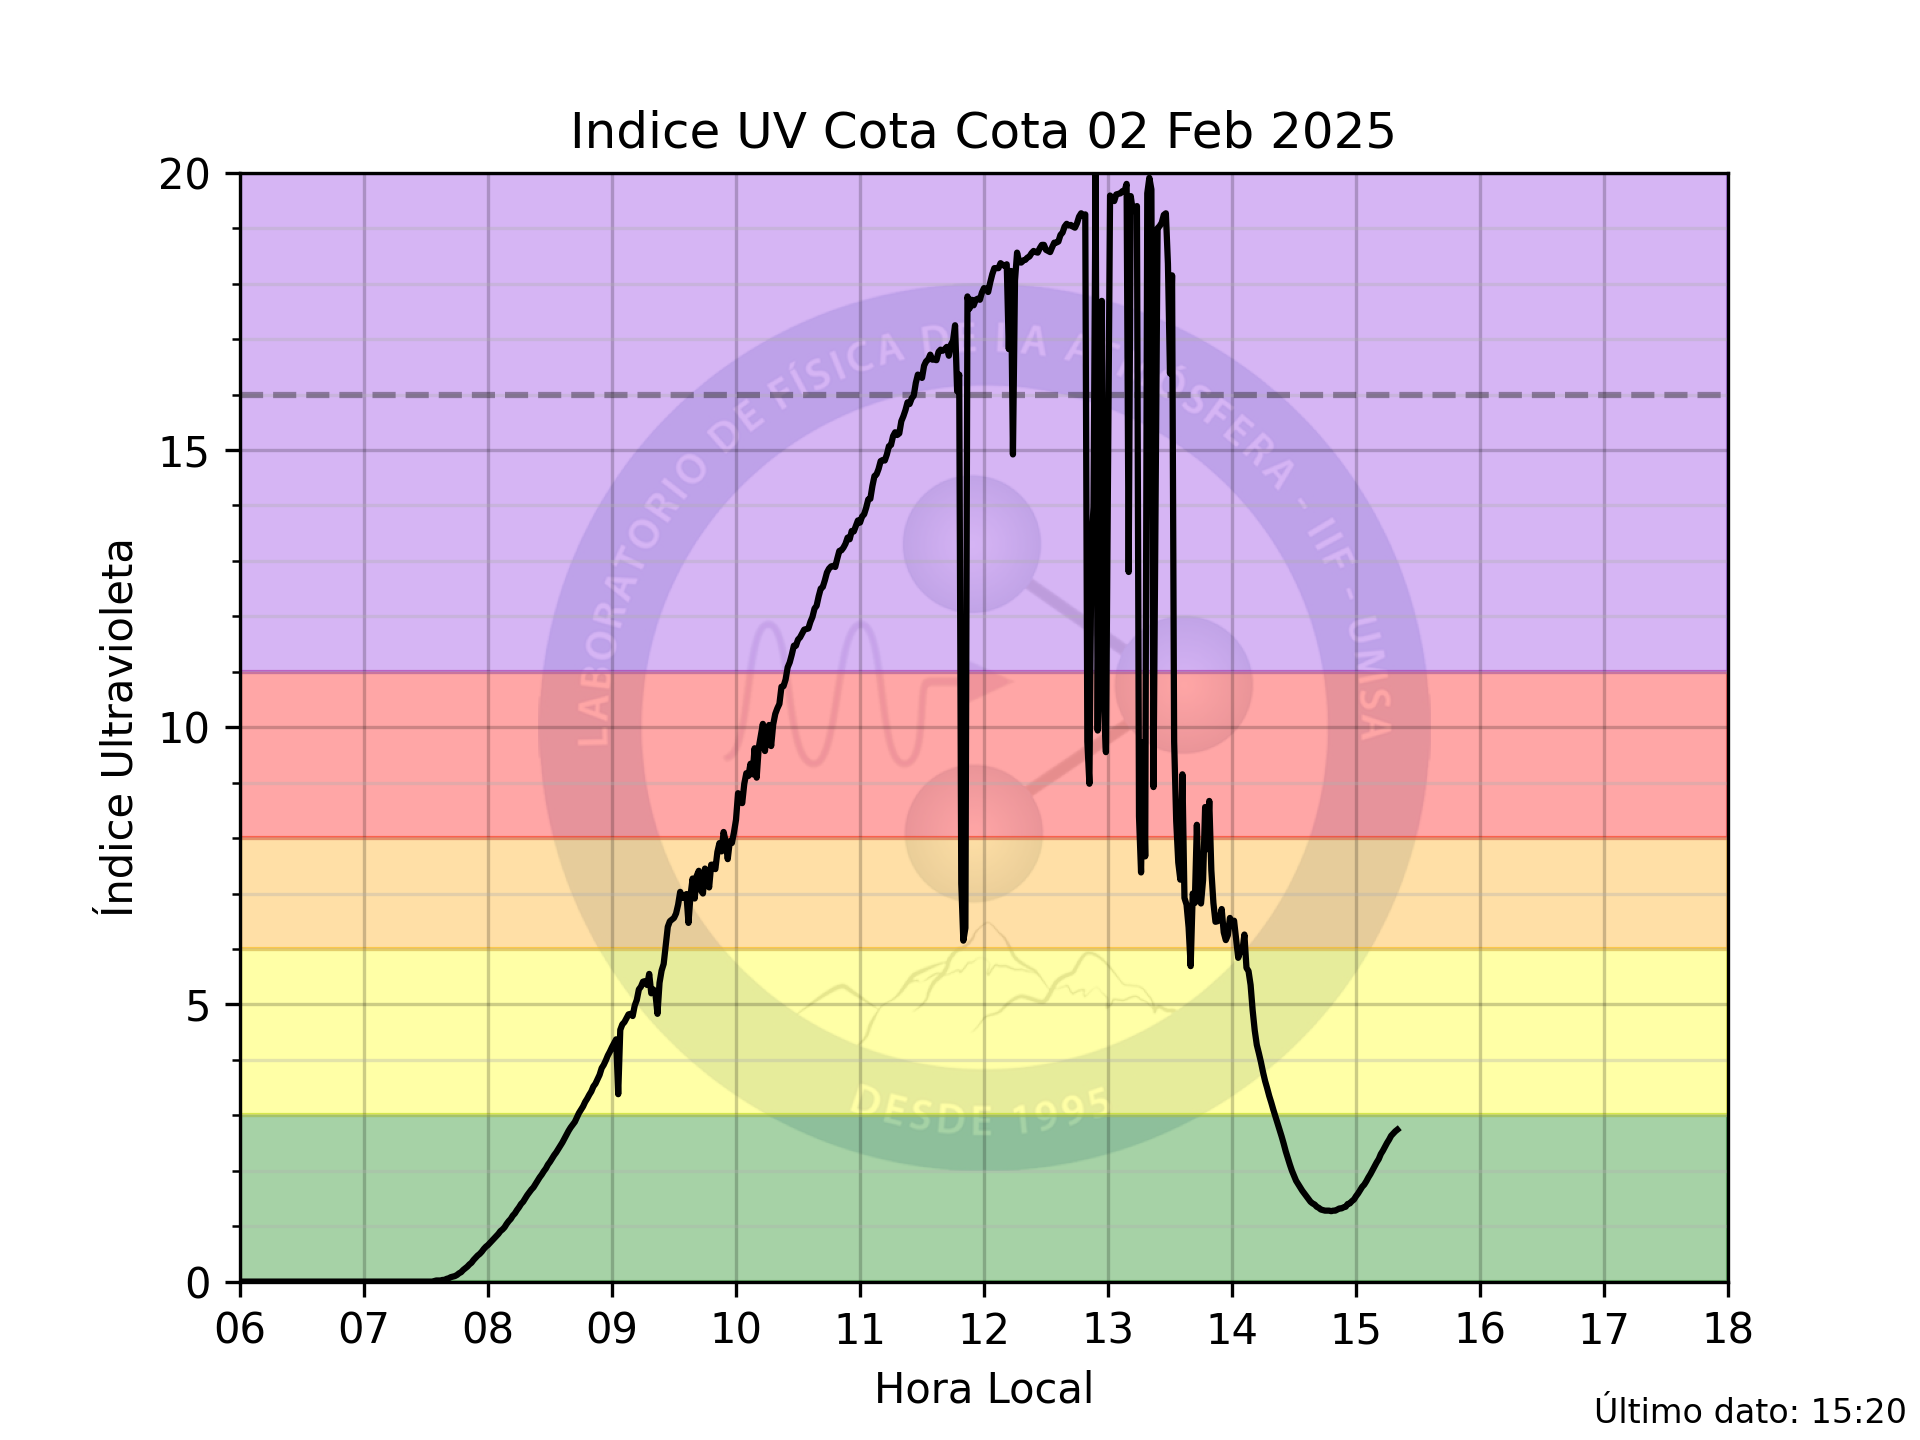 Indice UV Cota Cota 02 Feb 2025
20
15
10
5
0
Índice Ultravioleta
LABORATORIO DE FÍSICA DE LA ATMÓSFERA - IIF - UMSA
DESDE 1995
06 07 08 09 10 11 12 13 14 15 16 17 18
Hora Local
Último dato: 15:20